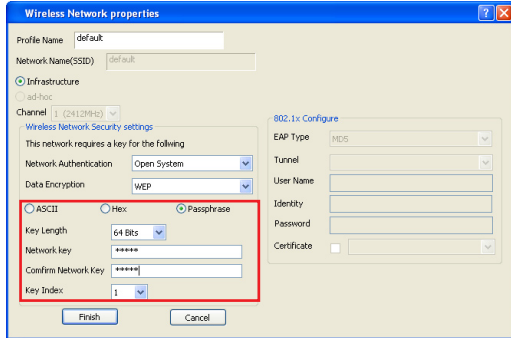 Wireless Network properties
Profile Name default
Network Name(SSID) default
Infrastructure
ad-hoc
Channel 1 (2412MHz)
Wireless Network Security settings
This network requires a key for the follwing
Network Authentication Open System
Data Encryption WEP
ASCII Hex Passphrase
Key Length 64 Bits
Network key *****
Comfirm Network Key *****
Key Index 1
Finish Cancel
802.1x Configure
EAP Type MD5
Tunnel
User Name
Identity
Password
Certificate